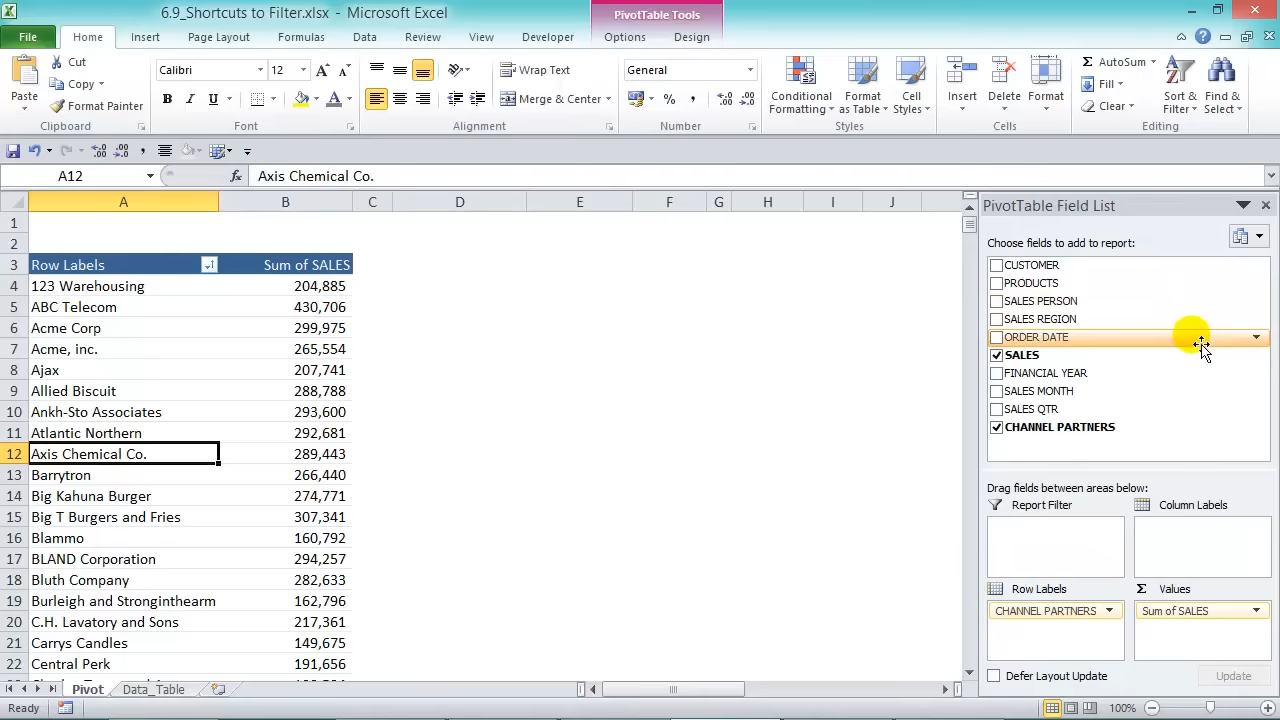 6.9_Shortcuts to Filter.xlsx - Microsoft Excel
PivotTable Tools
File Home Insert Page Layout Formulas Data Review View Developer Options Design
Paste
Cut
Copy
Format Painter
Clipboard
Calibri 12
B I U
Font
Wrap Text
Merge & Center
Alignment
General
Number
Conditional Formatting
Format as Table
Cell Styles
Styles
Insert
Delete
Format
Cells
AutoSum
Fill
Clear
Sort & Filter
Find & Select
Editing
A12 fx Axis Chemical Co.
A B C D E F G H I J
1
2
3 Row Labels Sum of SALES
4 123 Warehousing 204,885
5 ABC Telecom 430,706
6 Acme Corp 299,975
7 Acme, inc. 265,554
8 Ajax 207,741
9 Allied Biscuit 288,788
10 Ankh-Sto Associates 293,600
11 Atlantic Northern 292,681
12 Axis Chemical Co. 289,443
13 Barrytron 266,440
14 Big Kahuna Burger 274,771
15 Big T Burgers and Fries 307,341
16 Blammo 160,792
17 BLAND Corporation 294,257
18 Bluth Company 282,633
19 Burleigh and Stronginthearm 162,796
20 C.H. Lavatory and Sons 217,361
21 Carrys Candles 149,675
22 Central Perk 191,656
PivotTable Field List
Choose fields to add to report:
CUSTOMER
PRODUCTS
SALES PERSON
SALES REGION
ORDER DATE
SALES
FINANCIAL YEAR
SALES MONTH
SALES QTR
CHANNEL PARTNERS
Drag fields between areas below:
Report Filter Column Labels
Row Labels Σ Values
CHANNEL PARTNERS Sum of SALES
Defer Layout Update Update
Pivot Data_Table
Ready 100%